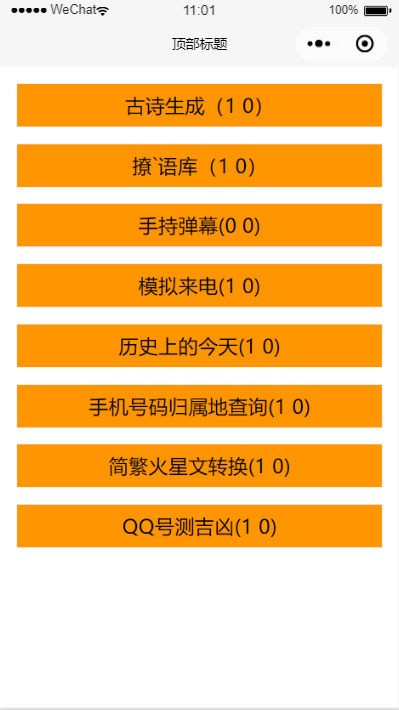 WeChat 11:01 100%
顶部标题
古诗生成（1 0）
撩`语库（1 0）
手持弹幕(0 0)
模拟来电(1 0)
历史上的今天(1 0)
手机号码归属地查询(1 0)
简繁火星文转换(1 0)
QQ号测吉凶(1 0)